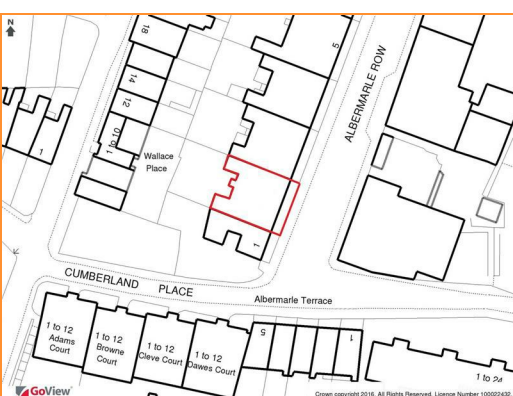 N
18
14
12
1 to 10
Wallace
Place
1
5
ALBERMARLE ROW
1
CUMBERLAND PLACE
Albermarle Terrace
1 to 12
Adams
Court
1 to 12
Browne
Court
1 to 12
Cleve Court
1 to 12
Dawes Court
5
1
1 to 24
GoView
Crown copyright 2016. All Rights Reserved. Licence Number 100022432.